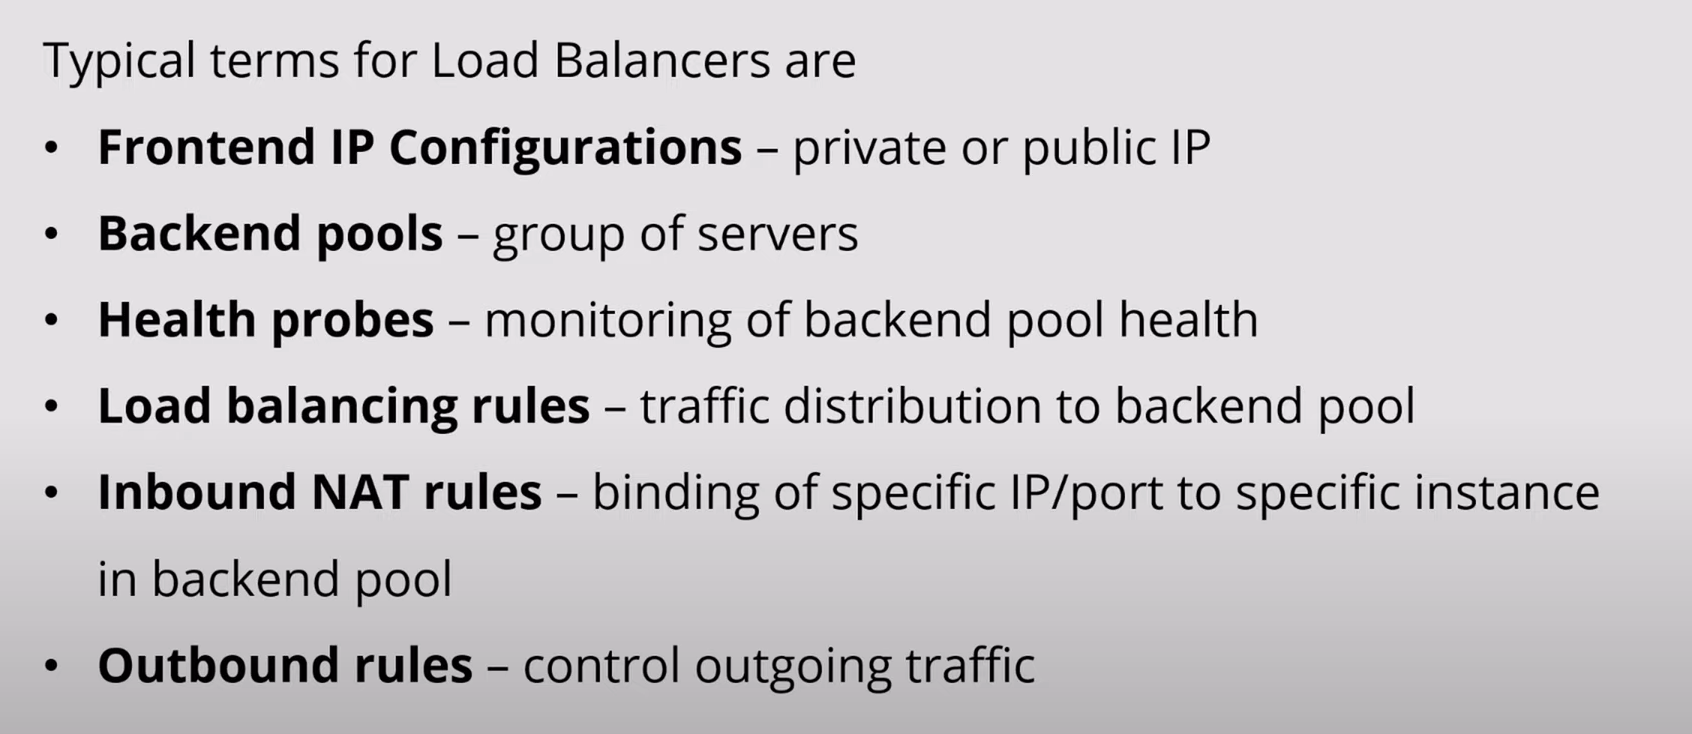 Typical terms for Load Balancers are
• Frontend IP Configurations – private or public IP
• Backend pools – group of servers
• Health probes – monitoring of backend pool health
• Load balancing rules – traffic distribution to backend pool
• Inbound NAT rules – binding of specific IP/port to specific instance
in backend pool
• Outbound rules – control outgoing traffic